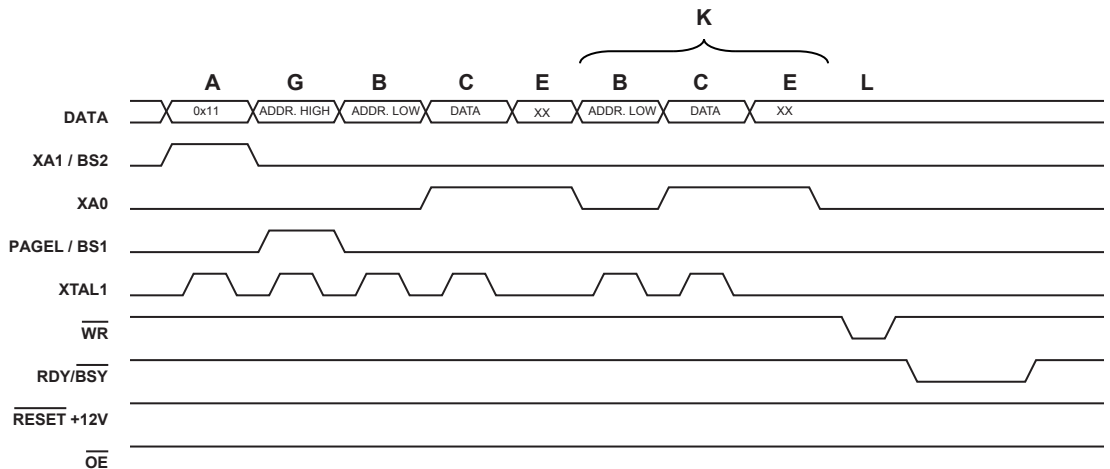 K
A G B C E B C E L
DATA 0x11 ADDR. HIGH ADDR. LOW DATA XX ADDR. LOW DATA XX
XA1 / BS2
XA0
PAGEL / BS1
XTAL1
WR
RDY/BSY
RESET +12V
OE